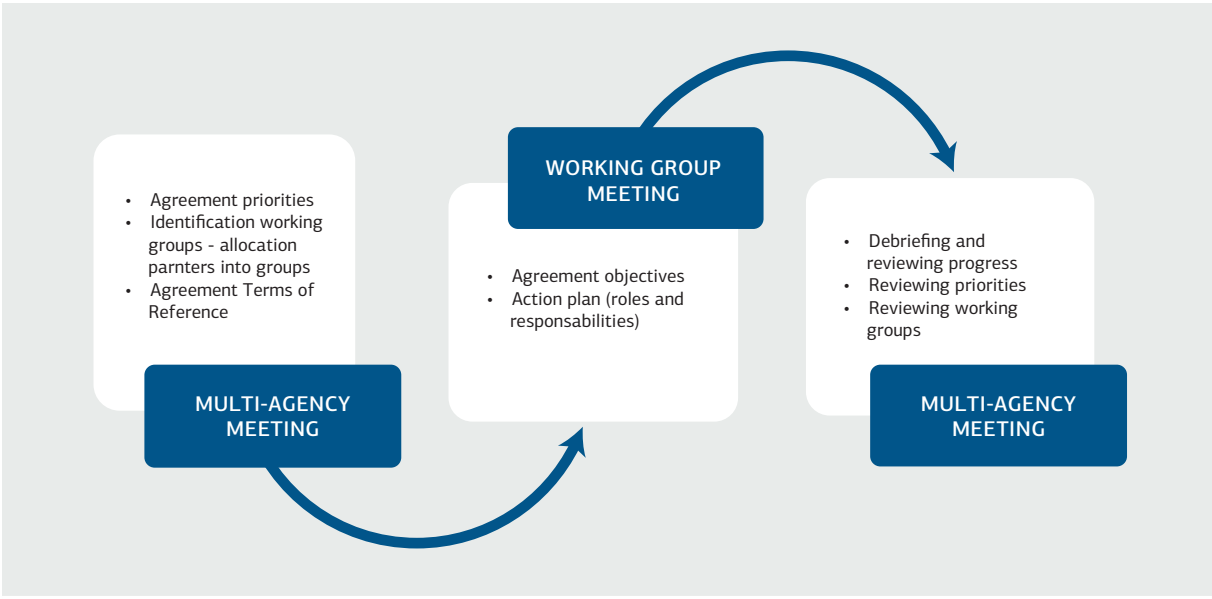 • Agreement priorities
• Identification working
groups - allocation
parnters into groups
• Agreement Terms of
Reference
MULTI-AGENCY
MEETING
WORKING GROUP
MEETING
• Agreement objectives
• Action plan (roles and
responsabilities)
• Debriefing and
reviewing progress
• Reviewing priorities
• Reviewing working
groups
MULTI-AGENCY
MEETING